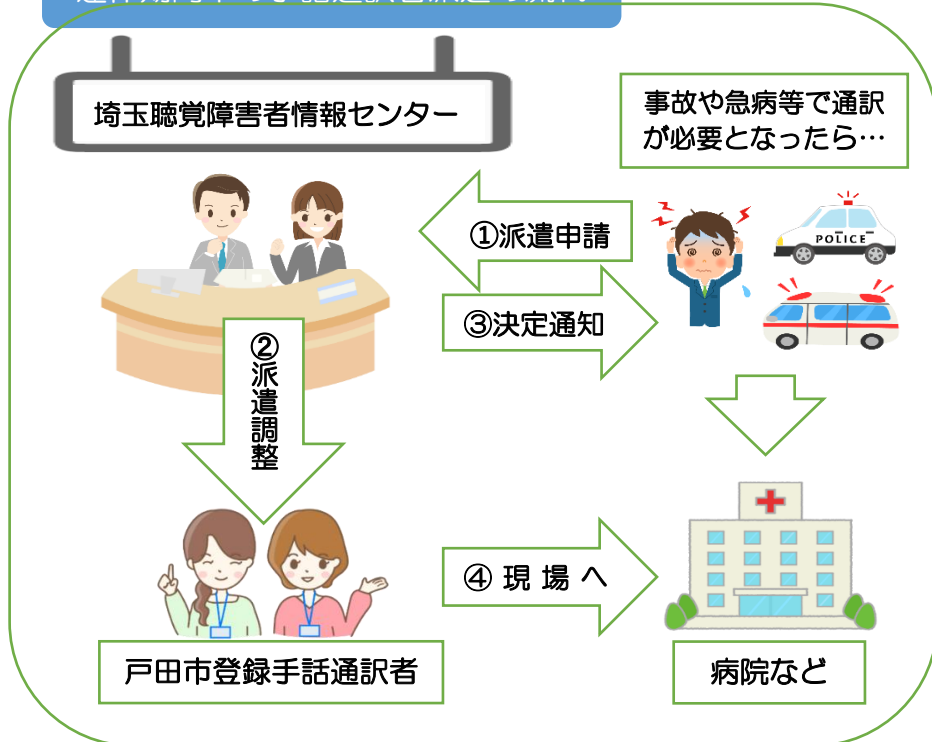 埼玉聴覚障害者情報センター
事故や急病等で通訳
が必要となったら…
①派遣申請
POLICE
③決定通知
②派遣調整
④ 現 場 へ
戸田市登録手話通訳者
病院など